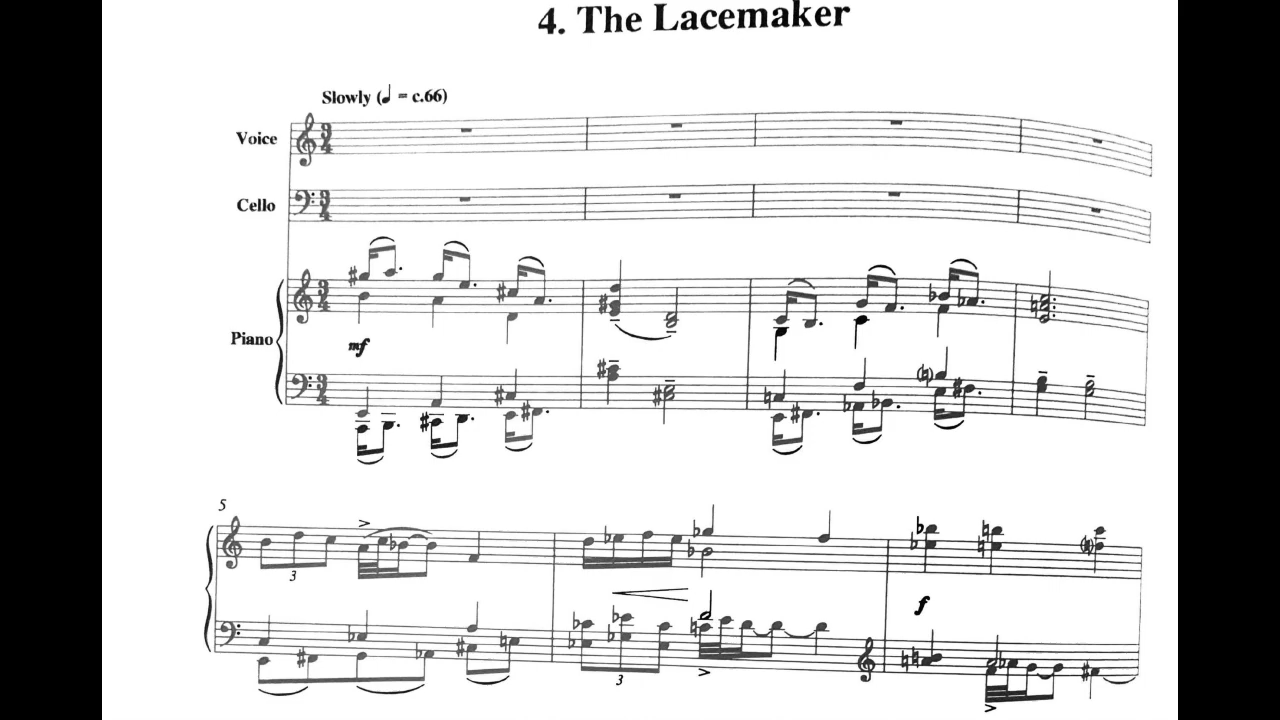 4. The Lacemaker
Slowly (♩ = c.66)
Voice
Cello
Piano
mf
5
3
3
f